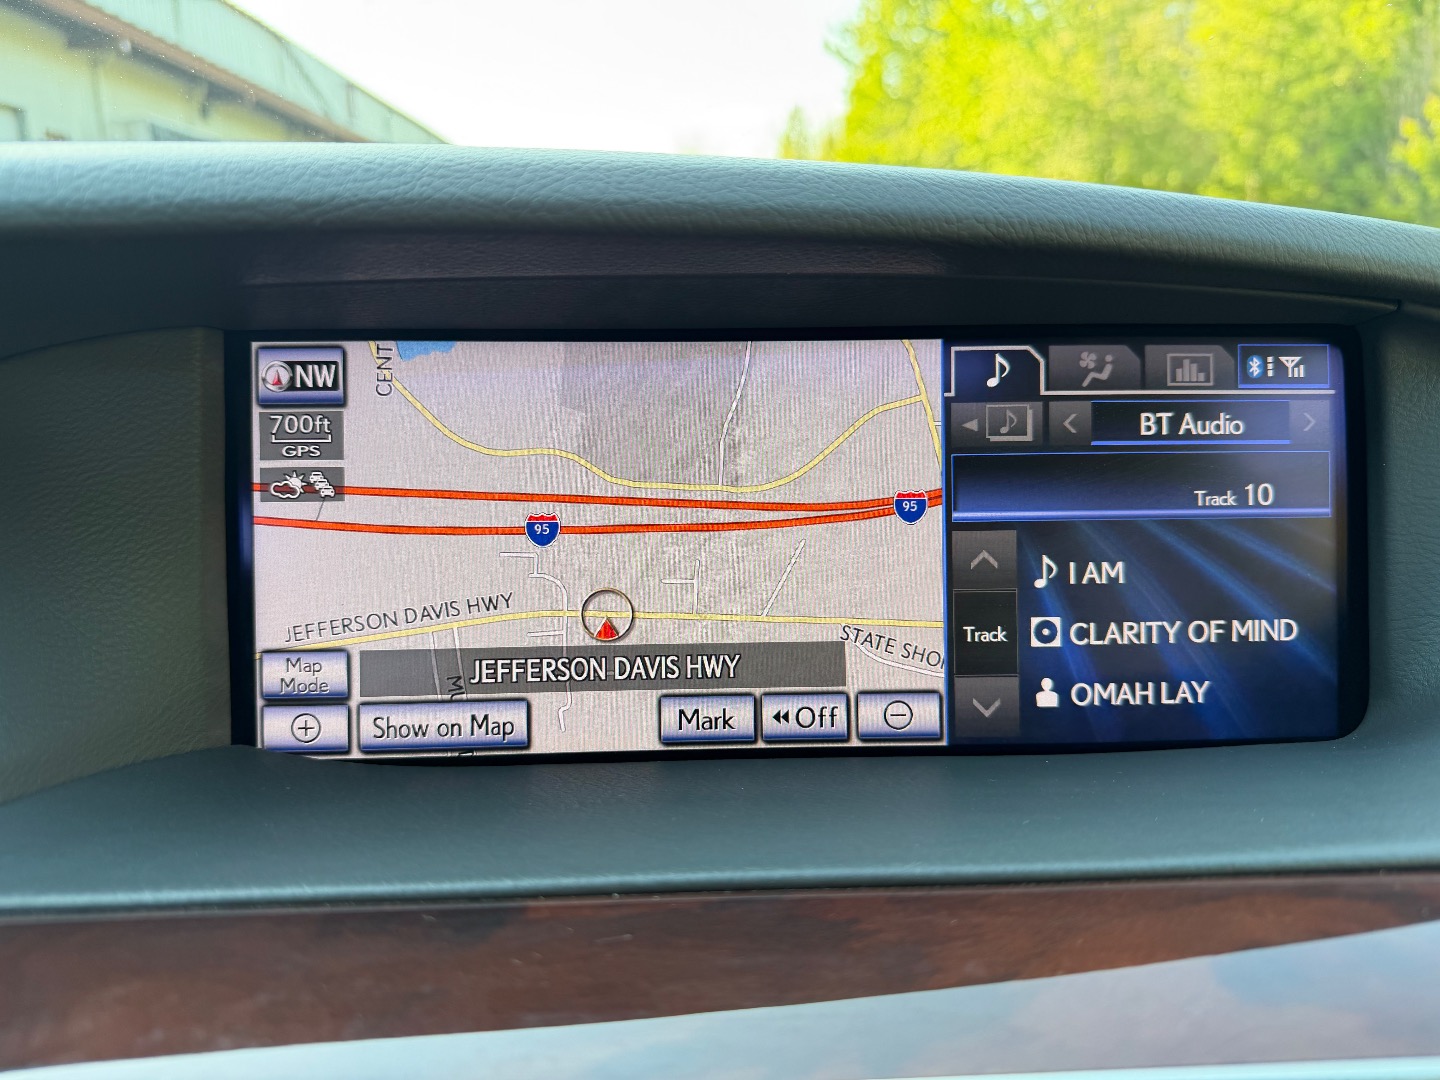 NW
700ft
GPS
CENT
95
95
JEFFERSON DAVIS HWY
STATE SHO
Map
Mode
JEFFERSON DAVIS HWY
Show on Map
Mark
Off
BT Audio
Track 10
I AM
Track
CLARITY OF MIND
OMAH LAY